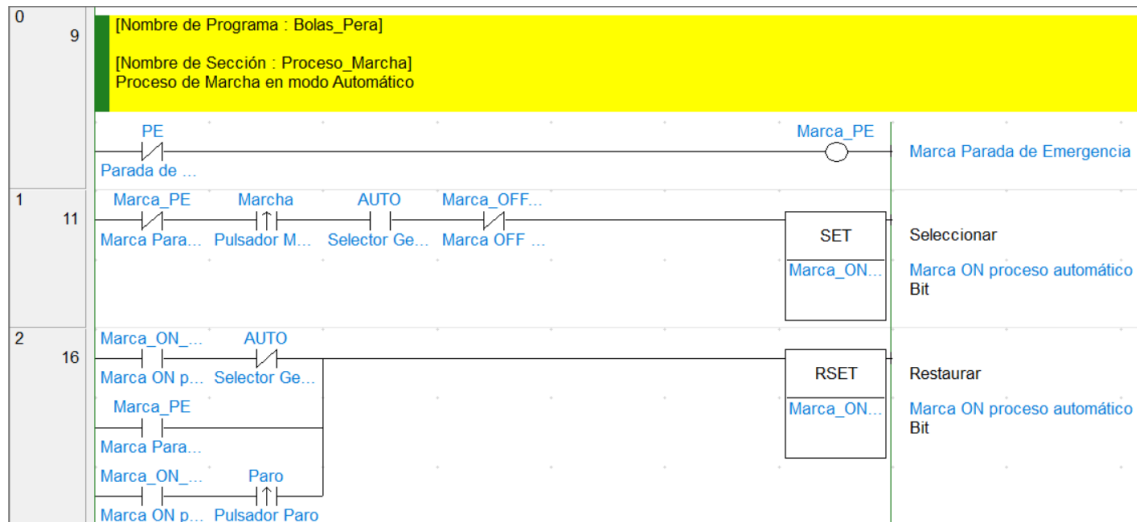 0
9
[Nombre de Programa : Bolas_Pera]
[Nombre de Sección : Proceso_Marcha]
Proceso de Marcha en modo Automático
PE
Marca_PE
Parada de ...
Marca Parada de Emergencia
1
11
Marca_PE Marcha AUTO Marca_OFF...
Marca Para... Pulsador M... Selector Ge... Marca OFF ...
SET
Seleccionar
Marca_ON...
Marca ON proceso automático
Bit
2
16
Marca_ON_... AUTO
Marca ON p... Selector Ge...
RSET
Restaurar
Marca_PE
Marca_ON...
Marca ON proceso automático
Bit
Marca Para...
Marca_ON_... Paro
Marca ON p... Pulsador Paro